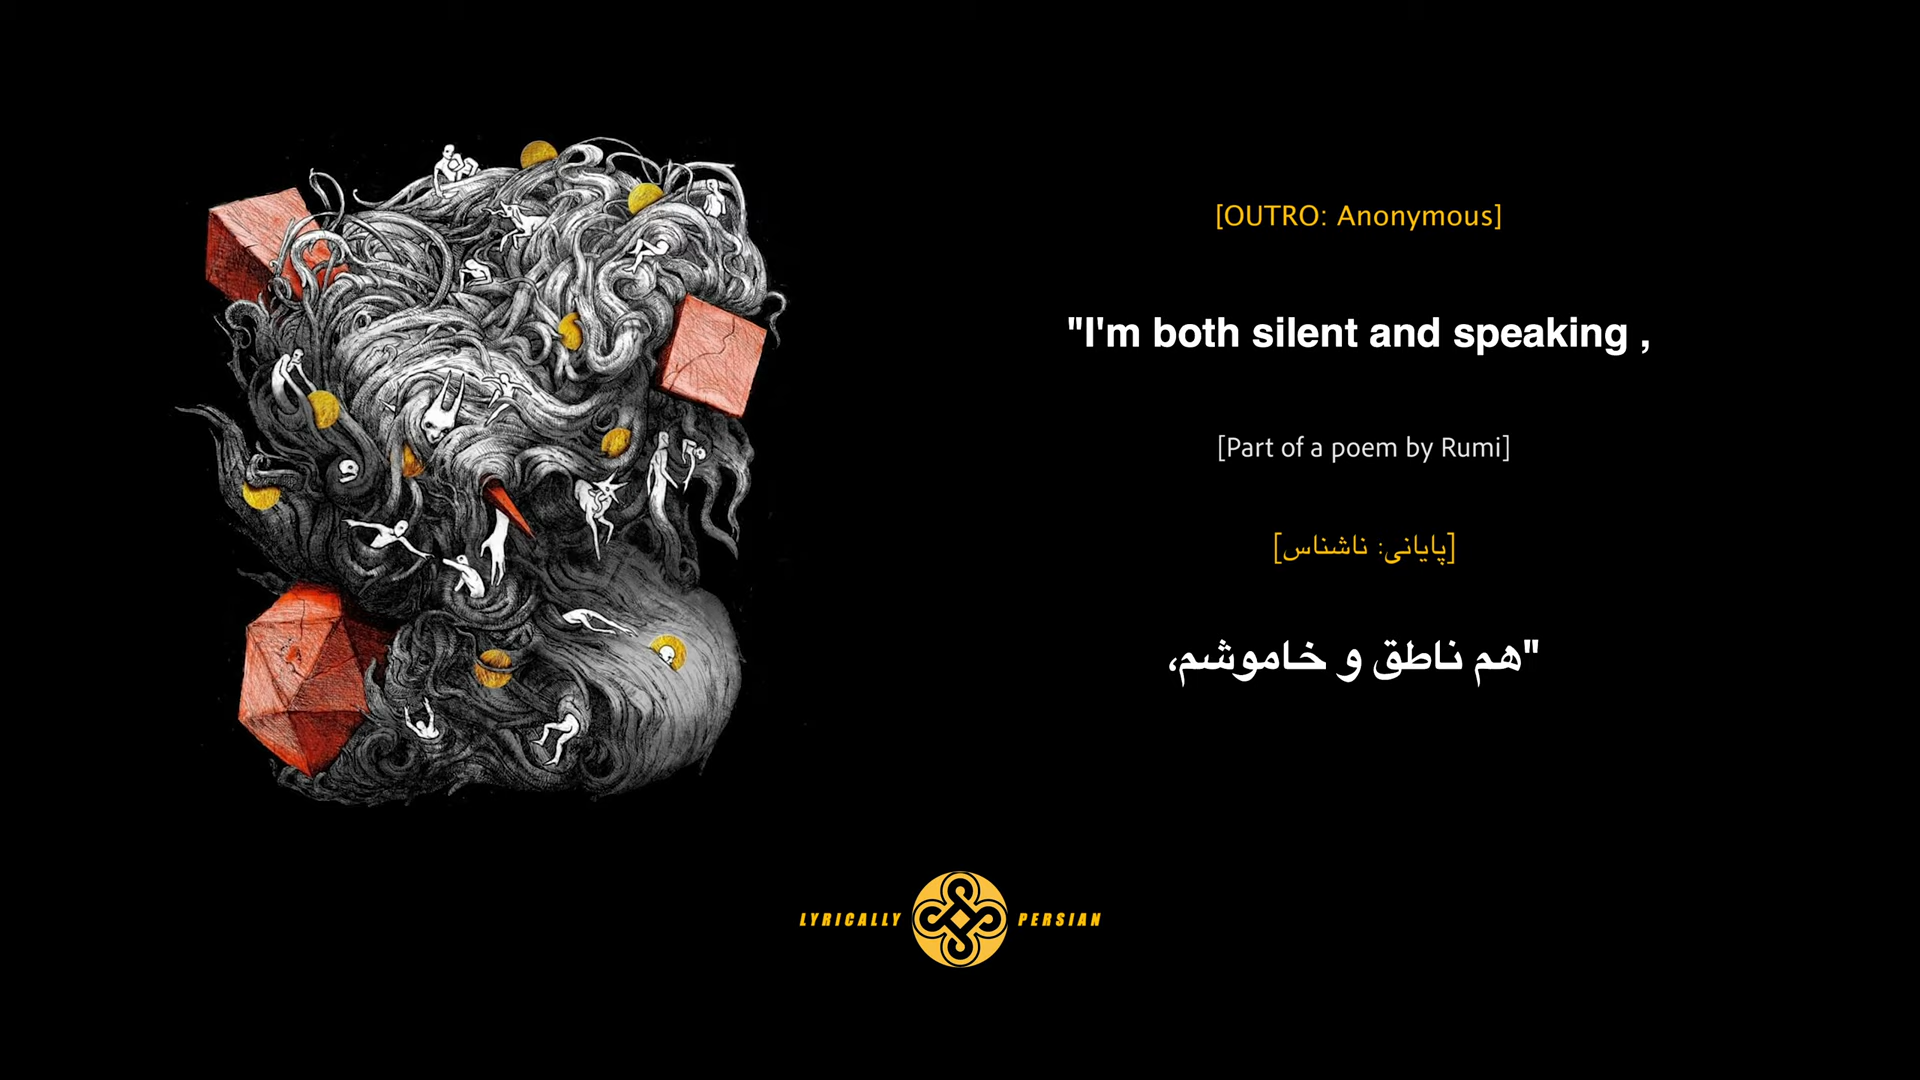 [OUTRO: Anonymous]
"I'm both silent and speaking ,
[Part of a poem by Rumi]
[پایانی: ناشناس]
"هم ناطق و خاموشم،
LYRICALLY PERSIAN